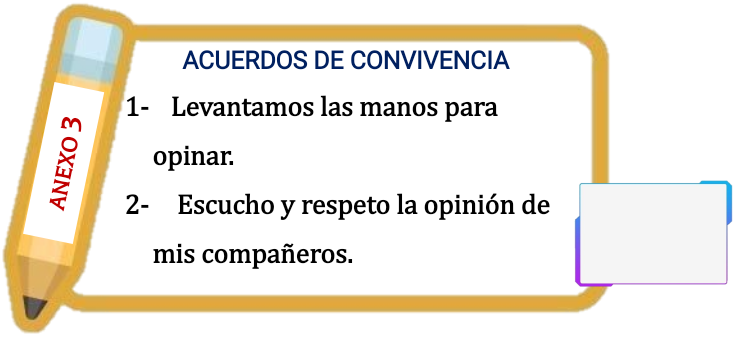 ANEXO 3
ACUERDOS DE CONVIVENCIA
1- Levantamos las manos para
opinar.
2- Escucho y respeto la opinión de
mis compañeros.